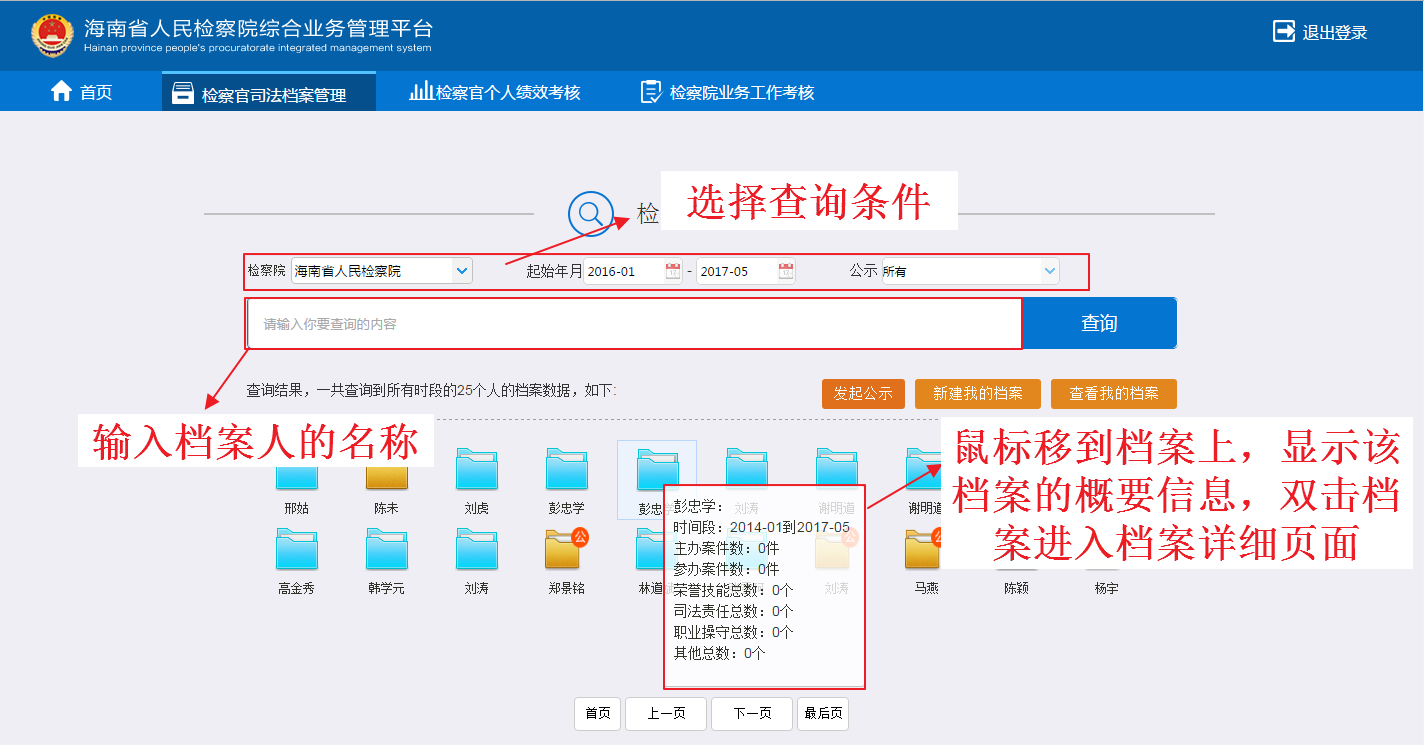 海南省人民检察院综合业务管理平台
Hainan province people's procuratorate integrated management system
退出登录
首页
检察官司法档案管理
检察官个人绩效考核
检察院业务工作考核
检
选择查询条件
检察院
海南省人民检察院
起始年月
2016-01
-
2017-05
公示
所有
请输入你要查询的内容
查询
查询结果，一共查询到所有时段的25个人的档案数据，如下:
发起公示
新建我的档案
查看我的档案
输入档案人的名称
鼠标移到档案上，显示该
档案的概要信息，双击档
案进入档案详细页面
邢姑
陈未
刘虎
彭忠学
彭忠
刘涛
谢明道
谢明道
彭忠学：
时间段：2014-01到2017-05
主办案件数：0件
参办案件数：0件
荣誉技能总数：0个
司法责任总数：0个
职业操守总数：0个
其他总数：0个
公
公
高金秀
韩学元
刘涛
郑景铭
林道
刘涛
马燕
陈颖
杨宇
首页
上一页
下一页
最后页